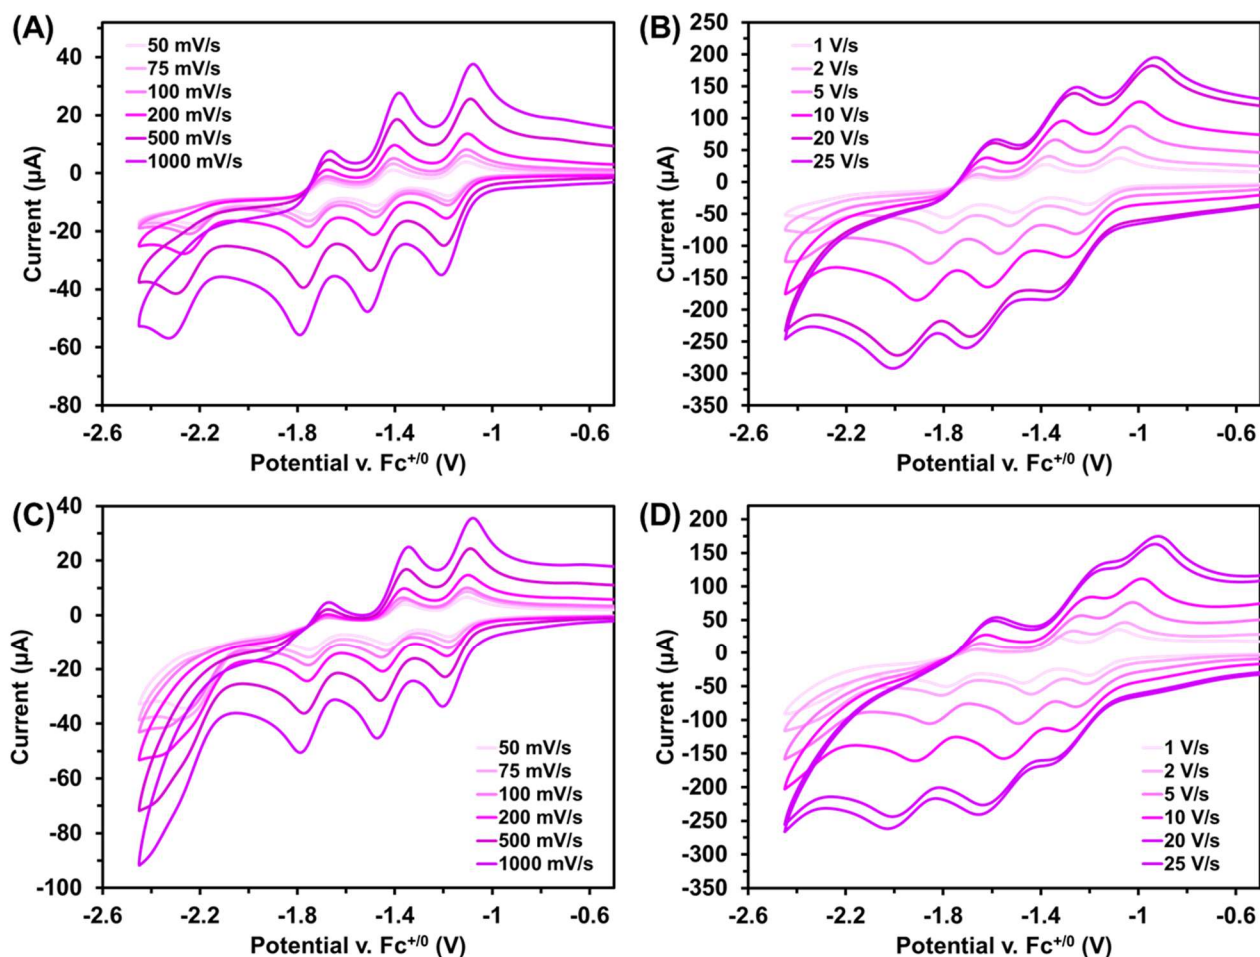 (A)
50 mV/s
75 mV/s
100 mV/s
200 mV/s
500 mV/s
1000 mV/s
40
20
0
-20
-40
-60
-80
Current (µA)
-2.6 -2.2 -1.8 -1.4 -1 -0.6
Potential v. Fc⁺/⁰ (V)
(B)
1 V/s
2 V/s
5 V/s
10 V/s
20 V/s
25 V/s
250
200
150
100
50
0
-50
-100
-150
-200
-250
-300
-350
Current (µA)
-2.6 -2.2 -1.8 -1.4 -1 -0.6
Potential v. Fc⁺/⁰ (V)
(C)
40
20
0
-20
-40
-60
-80
-100
Current (µA)
50 mV/s
75 mV/s
100 mV/s
200 mV/s
500 mV/s
1000 mV/s
-2.6 -2.2 -1.8 -1.4 -1 -0.6
Potential v. Fc⁺/⁰ (V)
(D)
200
150
100
50
0
-50
-100
-150
-200
-250
-300
-350
Current (µA)
1 V/s
2 V/s
5 V/s
10 V/s
20 V/s
25 V/s
-2.6 -2.2 -1.8 -1.4 -1 -0.6
Potential v. Fc⁺/⁰ (V)